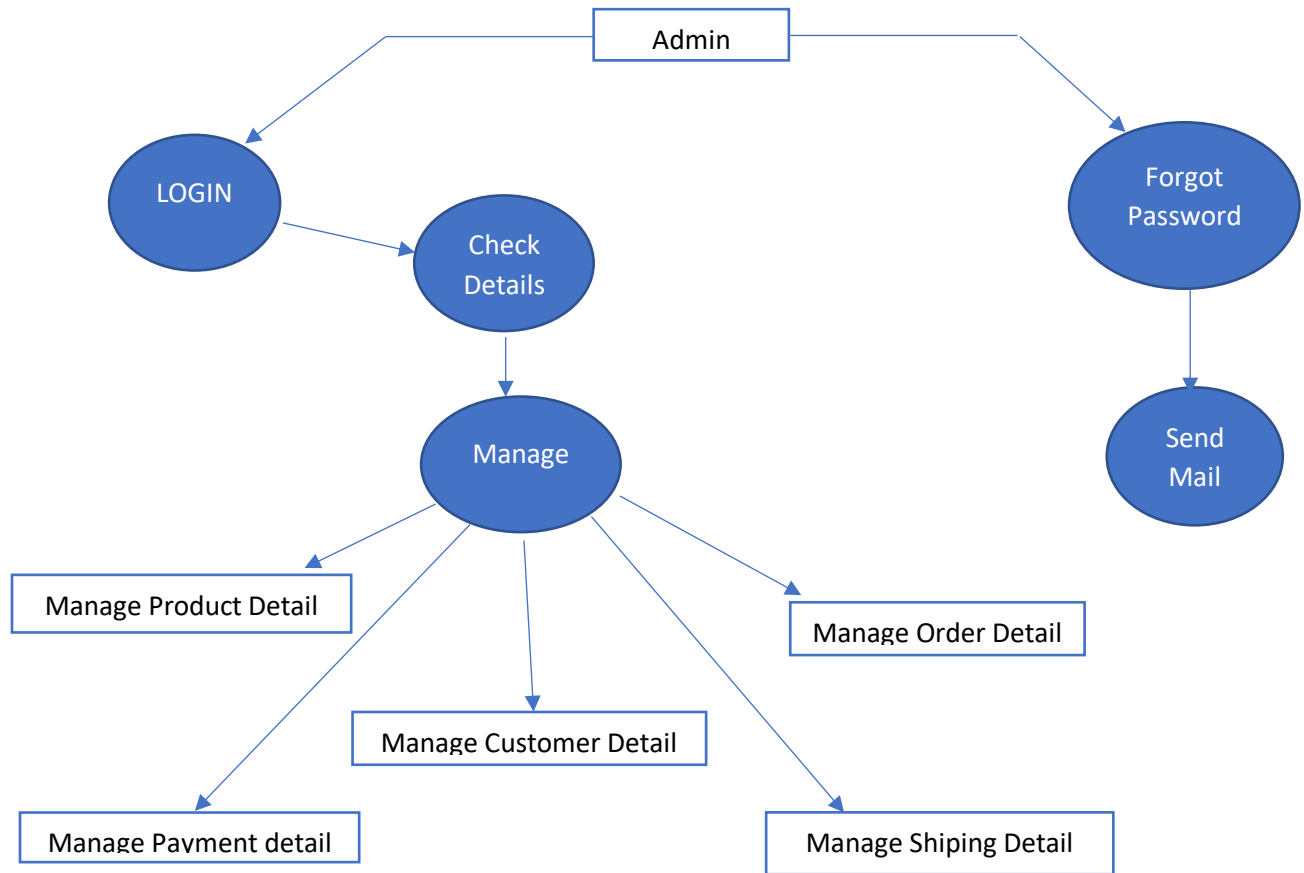 Admin
LOGIN
Forgot
Password
Check
Details
Manage
Send
Mail
Manage Product Detail
Manage Order Detail
Manage Customer Detail
Manage Payment detail
Manage Shiping Detail